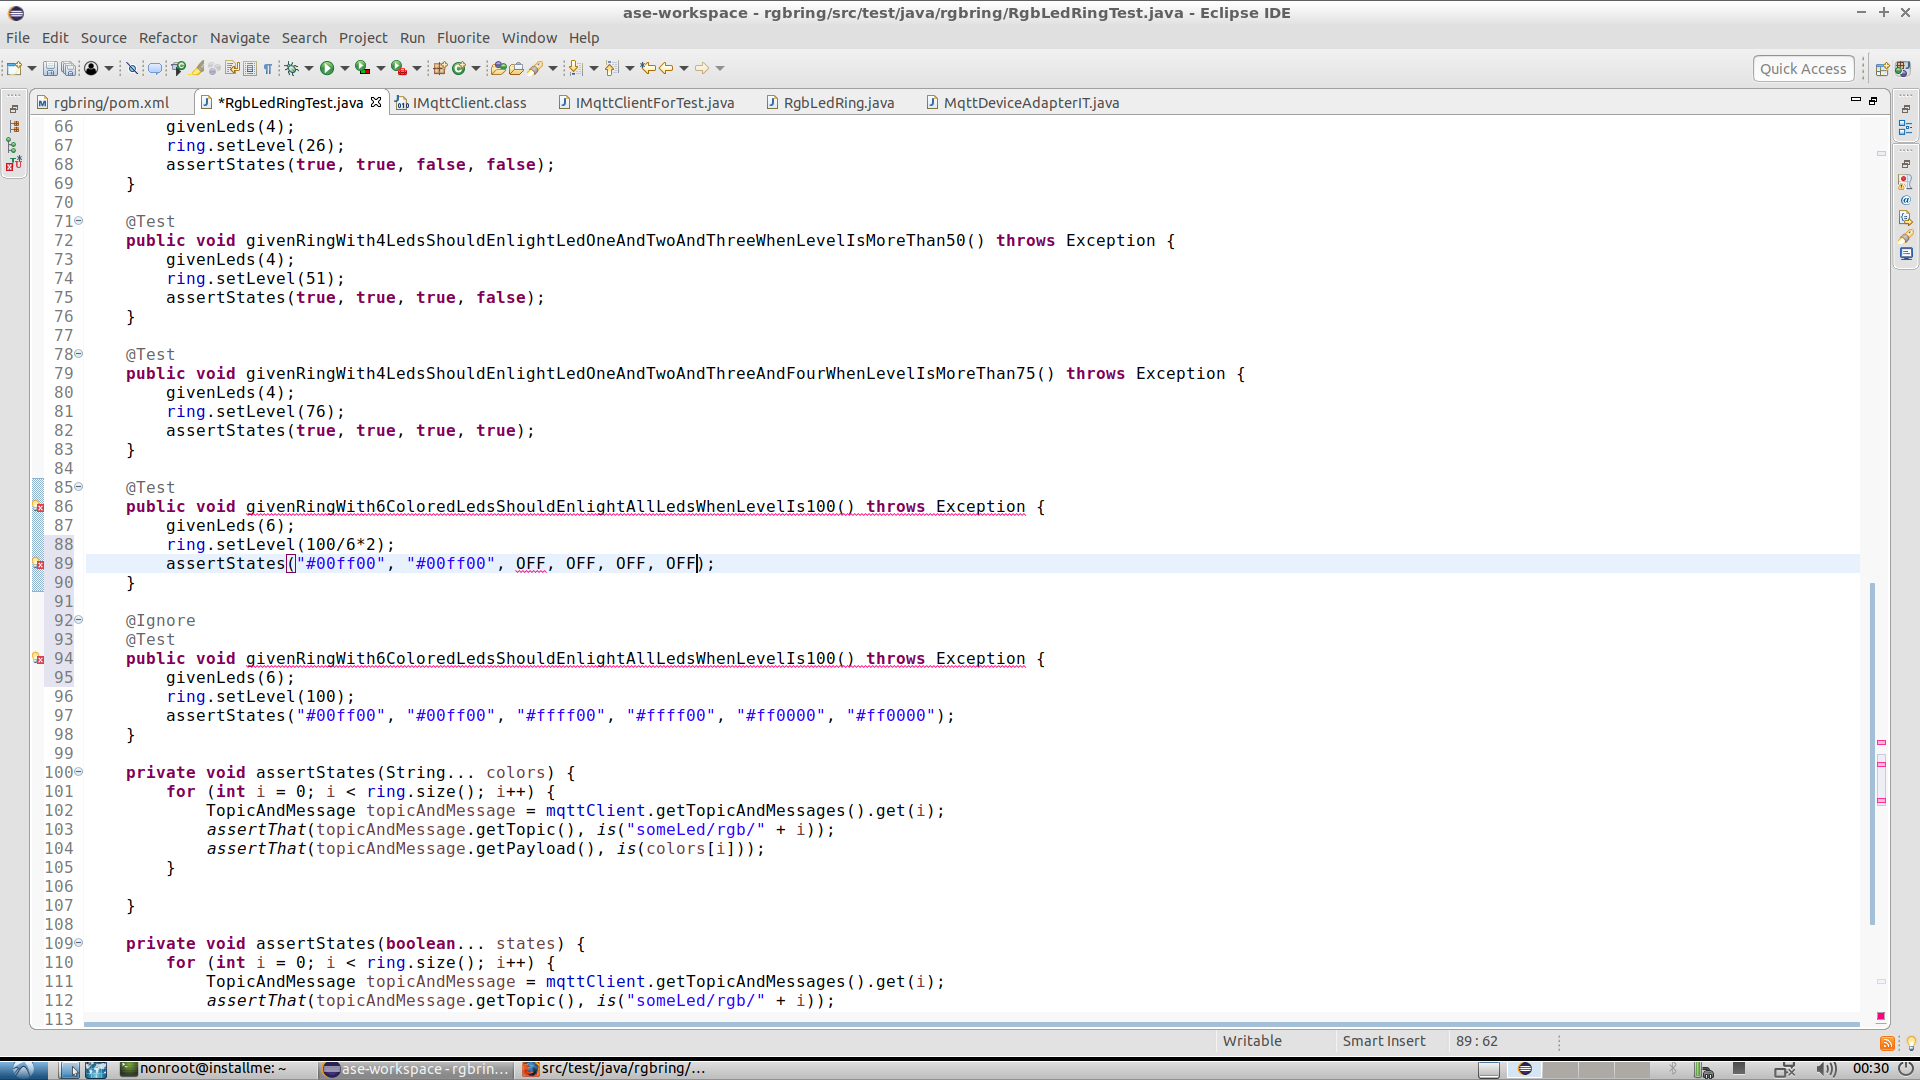 ase-workspace - rgbring/src/test/java/rgbring/RgbLedRingTest.java - Eclipse IDE
File Edit Source Refactor Navigate Search Project Run Fluorite Window Help
Quick Access
rgbring/pom.xml *RgbLedRingTest.java IMqttClient.class IMqttClientForTest.java RgbLedRing.java MqttDeviceAdapterIT.java
66 givenLeds(4);
67 ring.setLevel(26);
68 assertStates(true, true, false, false);
69 }
70
71 @Test
72 public void givenRingWith4LedsShouldEnlightLedOneAndTwoAndThreeWhenLevelIsMoreThan50() throws Exception {
73 givenLeds(4);
74 ring.setLevel(51);
75 assertStates(true, true, true, false);
76 }
77
78 @Test
79 public void givenRingWith4LedsShouldEnlightLedOneAndTwoAndThreeAndFourWhenLevelIsMoreThan75() throws Exception {
80 givenLeds(4);
81 ring.setLevel(76);
82 assertStates(true, true, true, true);
83 }
84
85 @Test
86 public void givenRingWith6ColoredLedsShouldEnlightAllLedsWhenLevelIs100() throws Exception {
87 givenLeds(6);
88 ring.setLevel(100/6*2);
89 assertStates("#00ff00", "#00ff00", OFF, OFF, OFF, OFF);
90 }
91
92 @Ignore
93 @Test
94 public void givenRingWith6ColoredLedsShouldEnlightAllLedsWhenLevelIs100() throws Exception {
95 givenLeds(6);
96 ring.setLevel(100);
97 assertStates("#00ff00", "#00ff00", "#ffff00", "#ffff00", "#ff0000", "#ff0000");
98 }
99
100 private void assertStates(String... colors) {
101 for (int i = 0; i < ring.size(); i++) {
102 TopicAndMessage topicAndMessage = mqttClient.getTopicAndMessages().get(i);
103 assertThat(topicAndMessage.getTopic(), is("someLed/rgb/" + i));
104 assertThat(topicAndMessage.getPayload(), is(colors[i]));
105 }
106
107 }
108
109 private void assertStates(boolean... states) {
110 for (int i = 0; i < ring.size(); i++) {
111 TopicAndMessage topicAndMessage = mqttClient.getTopicAndMessages().get(i);
112 assertThat(topicAndMessage.getTopic(), is("someLed/rgb/" + i));
113
Writable Smart Insert 89 : 62
nonroot@installme: ~ ase-workspace - rgbrin... src/test/java/rgbring/... 00:30